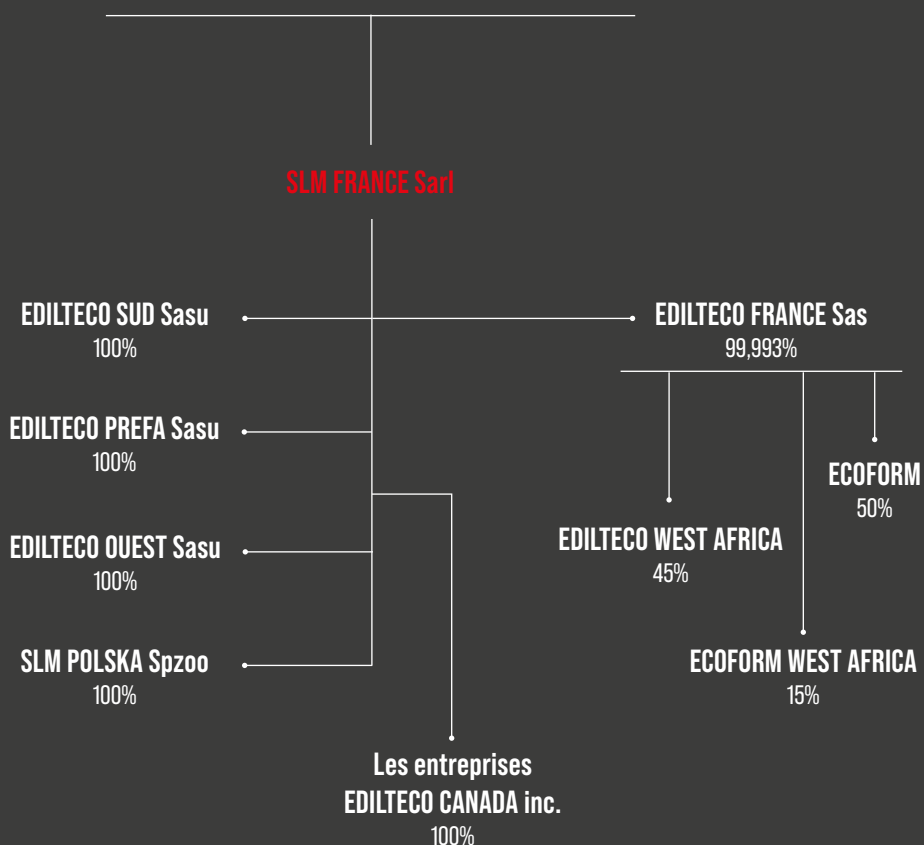 SLM FRANCE Sarl
EDILTECO SUD Sasu
100%
EDILTECO FRANCE Sas
99,993%
EDILTECO PREFA Sasu
100%
ECOFORM
50%
EDILTECO OUEST Sasu
100%
EDILTECO WEST AFRICA
45%
SLM POLSKA Spzoo
100%
ECOFORM WEST AFRICA
15%
Les entreprises
EDILTECO CANADA inc.
100%